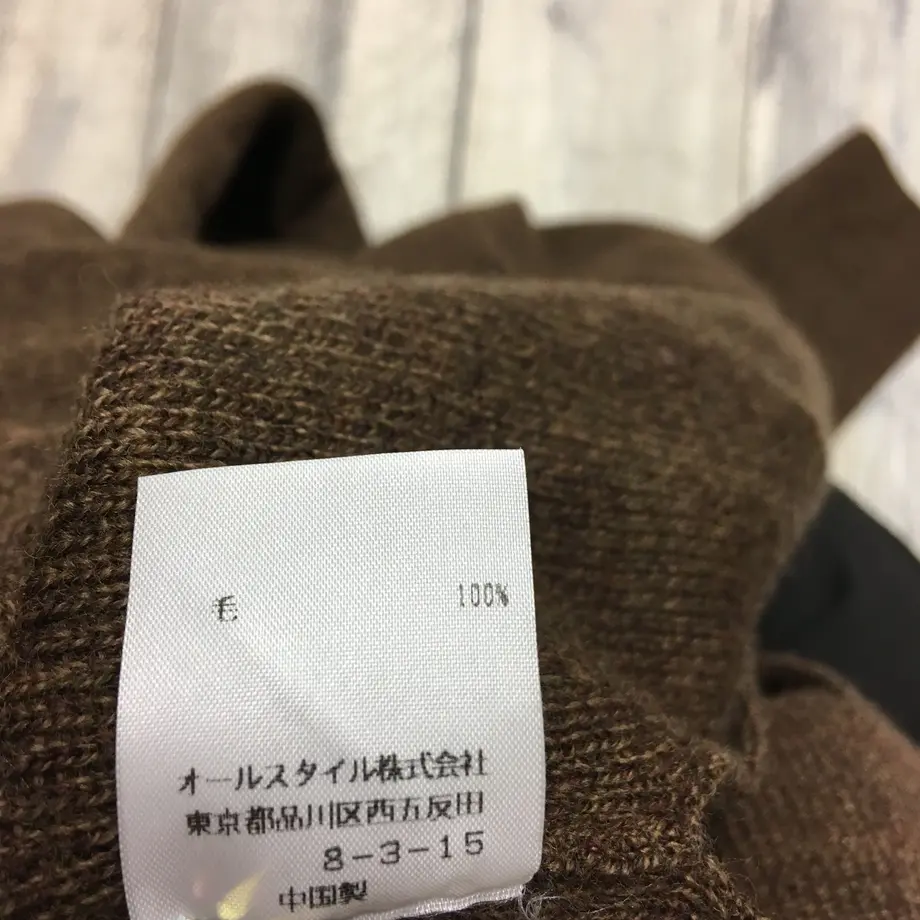 毛 100%
オールスタイル株式会社
東京都品川区西五反田
8-3-15
中国製